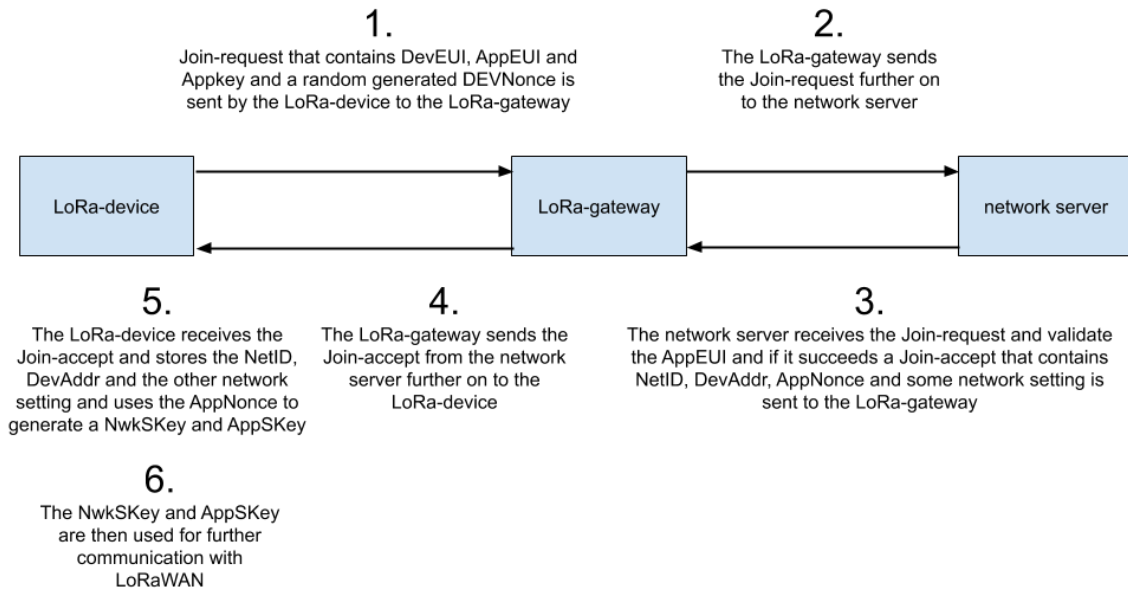 1.
Join-request that contains DevEUI, AppEUI and
Appkey and a random generated DEVNonce is
sent by the LoRa-device to the LoRa-gateway
2.
The LoRa-gateway sends
the Join-request further on
to the network server
LoRa-device
LoRa-gateway
network server
5.
The LoRa-device receives the
Join-accept and stores the NetID,
DevAddr and the other network
setting and uses the AppNonce to
generate a NwkSKey and AppSKey
4.
The LoRa-gateway sends the
Join-accept from the network
server further on to the
LoRa-device
3.
The network server receives the Join-request and validate
the AppEUI and if it succeeds a Join-accept that contains
NetID, DevAddr, AppNonce and some network setting is
sent to the LoRa-gateway
6.
The NwkSKey and AppSKey
are then used for further
communication with
LoRaWAN